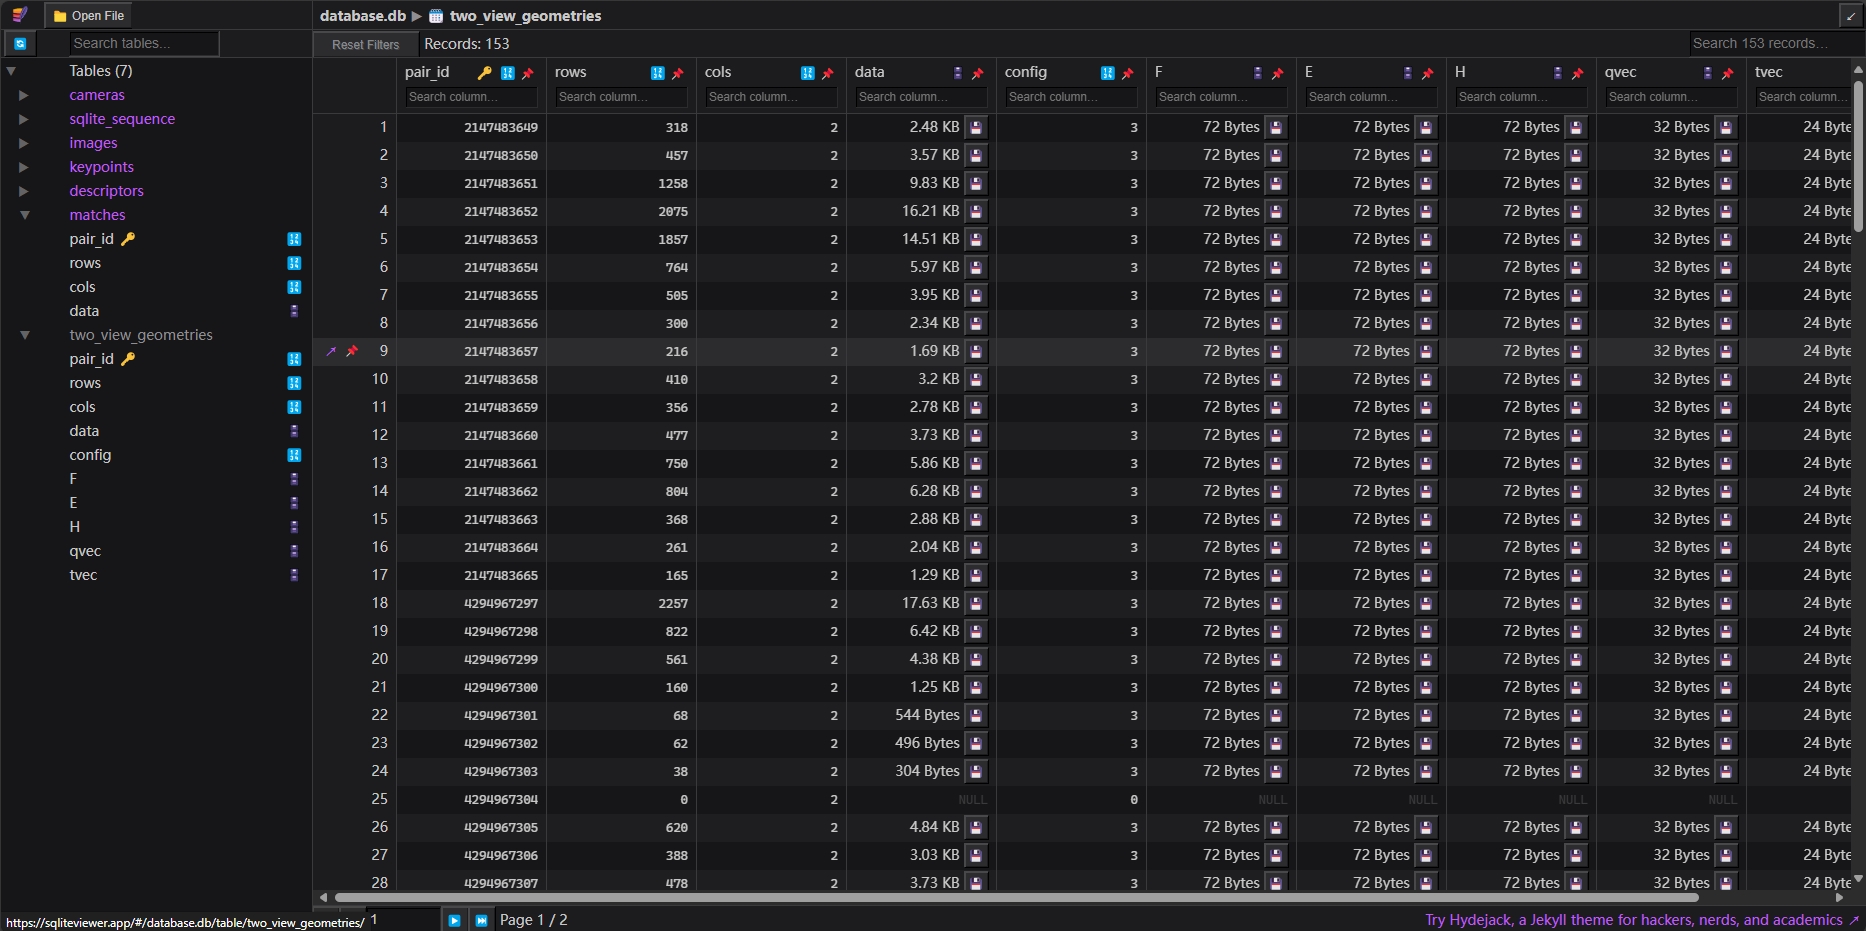 Open File
database.db ▶ two_view_geometries
Search tables...
Reset Filters
Records: 153
Search 153 records...
Tables (7)
cameras
sqlite_sequence
images
keypoints
descriptors
matches
pair_id
rows
cols
data
two_view_geometries
pair_id
rows
cols
data
config
F
E
H
qvec
tvec
pair_id rows cols data config F E H qvec tvec
Search column... Search column... Search column... Search column... Search column... Search column... Search column... Search column... Search column... Search column...
1 2147483649 318 2 2.48 KB 3 72 Bytes 72 Bytes 72 Bytes 32 Bytes 24 Byte
2 2147483650 457 2 3.57 KB 3 72 Bytes 72 Bytes 72 Bytes 32 Bytes 24 Byte
3 2147483651 1258 2 9.83 KB 3 72 Bytes 72 Bytes 72 Bytes 32 Bytes 24 Byte
4 2147483652 2075 2 16.21 KB 3 72 Bytes 72 Bytes 72 Bytes 32 Bytes 24 Byte
5 2147483653 1857 2 14.51 KB 3 72 Bytes 72 Bytes 72 Bytes 32 Bytes 24 Byte
6 2147483654 764 2 5.97 KB 3 72 Bytes 72 Bytes 72 Bytes 32 Bytes 24 Byte
7 2147483655 505 2 3.95 KB 3 72 Bytes 72 Bytes 72 Bytes 32 Bytes 24 Byte
8 2147483656 300 2 2.34 KB 3 72 Bytes 72 Bytes 72 Bytes 32 Bytes 24 Byte
9 2147483657 216 2 1.69 KB 3 72 Bytes 72 Bytes 72 Bytes 32 Bytes 24 Byte
10 2147483658 410 2 3.2 KB 3 72 Bytes 72 Bytes 72 Bytes 32 Bytes 24 Byte
11 2147483659 356 2 2.78 KB 3 72 Bytes 72 Bytes 72 Bytes 32 Bytes 24 Byte
12 2147483660 477 2 3.73 KB 3 72 Bytes 72 Bytes 72 Bytes 32 Bytes 24 Byte
13 2147483661 750 2 5.86 KB 3 72 Bytes 72 Bytes 72 Bytes 32 Bytes 24 Byte
14 2147483662 804 2 6.28 KB 3 72 Bytes 72 Bytes 72 Bytes 32 Bytes 24 Byte
15 2147483663 368 2 2.88 KB 3 72 Bytes 72 Bytes 72 Bytes 32 Bytes 24 Byte
16 2147483664 261 2 2.04 KB 3 72 Bytes 72 Bytes 72 Bytes 32 Bytes 24 Byte
17 2147483665 165 2 1.29 KB 3 72 Bytes 72 Bytes 72 Bytes 32 Bytes 24 Byte
18 4294967297 2257 2 17.63 KB 3 72 Bytes 72 Bytes 72 Bytes 32 Bytes 24 Byte
19 4294967298 822 2 6.42 KB 3 72 Bytes 72 Bytes 72 Bytes 32 Bytes 24 Byte
20 4294967299 561 2 4.38 KB 3 72 Bytes 72 Bytes 72 Bytes 32 Bytes 24 Byte
21 4294967300 160 2 1.25 KB 3 72 Bytes 72 Bytes 72 Bytes 32 Bytes 24 Byte
22 4294967301 68 2 544 Bytes 3 72 Bytes 72 Bytes 72 Bytes 32 Bytes 24 Byte
23 4294967302 62 2 496 Bytes 3 72 Bytes 72 Bytes 72 Bytes 32 Bytes 24 Byte
24 4294967303 38 2 304 Bytes 3 72 Bytes 72 Bytes 72 Bytes 32 Bytes 24 Byte
25 4294967304 0 2 NULL 0 NULL NULL NULL NULL
26 4294967305 620 2 4.84 KB 3 72 Bytes 72 Bytes 72 Bytes 32 Bytes 24 Byte
27 4294967306 388 2 3.03 KB 3 72 Bytes 72 Bytes 72 Bytes 32 Bytes 24 Byte
28 4294967307 478 2 3.73 KB 3 72 Bytes 72 Bytes 72 Bytes 32 Bytes 24 Byte
https://sqliteviewer.app/#/database.db/table/two_view_geometries/
1
Page 1 / 2
Try Hydejack, a Jekyll theme for hackers, nerds, and academics ↗